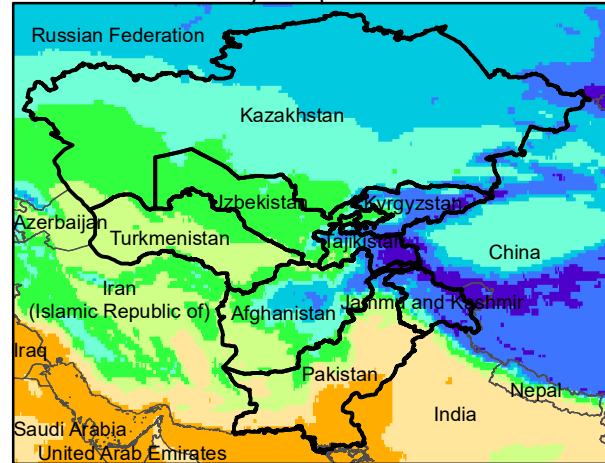 Russian Federation
Kazakhstan
Uzbekistan
Kyrgyzstan
Azerbaijan
Turkmenistan
Tajikistan
China
Iran
(Islamic Republic of)
Afghanistan
Jammu and Kashmir
Iraq
Pakistan
Nepal
India
Saudi Arabia
United Arab Emirates